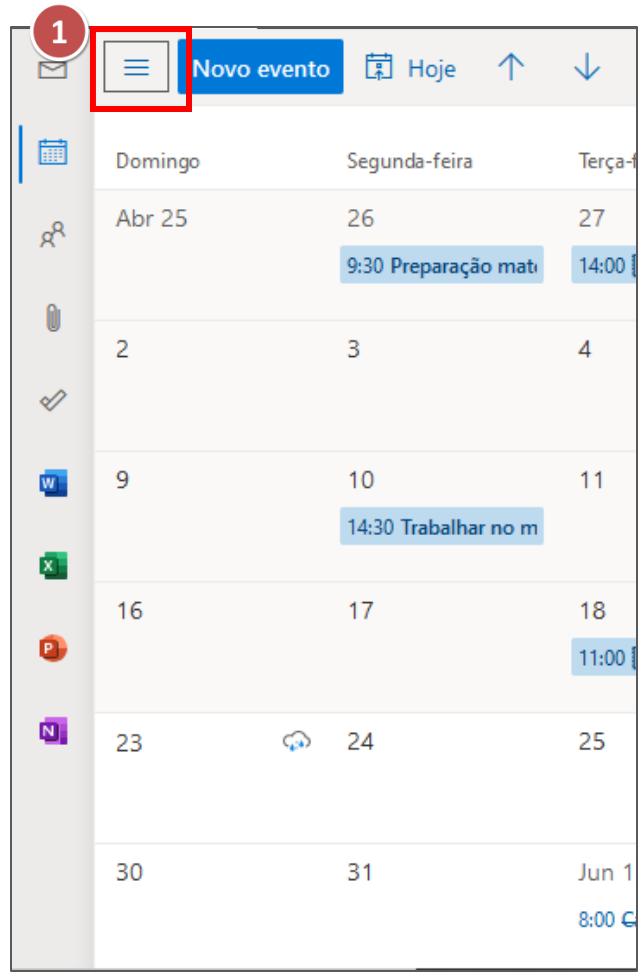 1
Novo evento Hoje
Domingo Segunda-feira Terça-f
Abr 25 26 27
9:30 Preparação mate 14:00
2 3 4
9 10 11
14:30 Trabalhar no m
16 17 18
11:00
23 24 25
30 31 Jun 1
8:00
W
X
P
N